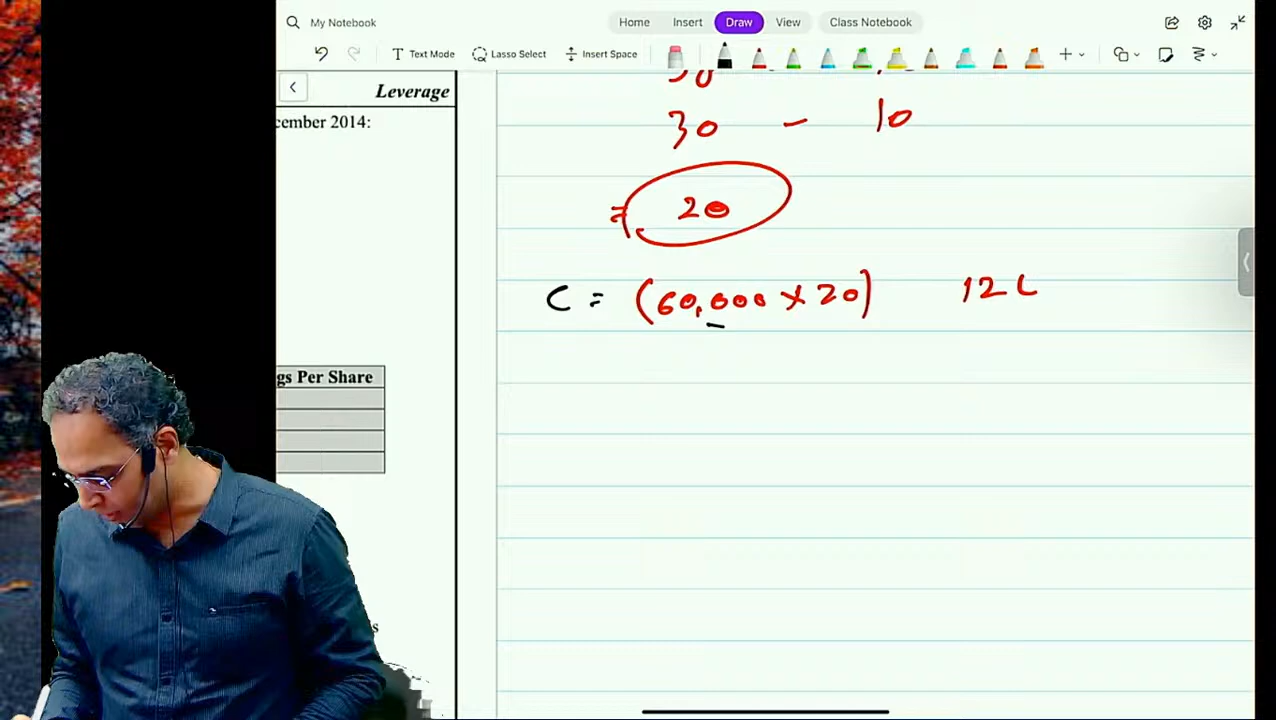 My Notebook
Home Insert Draw View Class Notebook
Text Mode Lasso Select Insert Space
Leverage
cember 2014:
30 - 10
= 20
gs Per Share
C = (60,000 × 20) 12 L
s